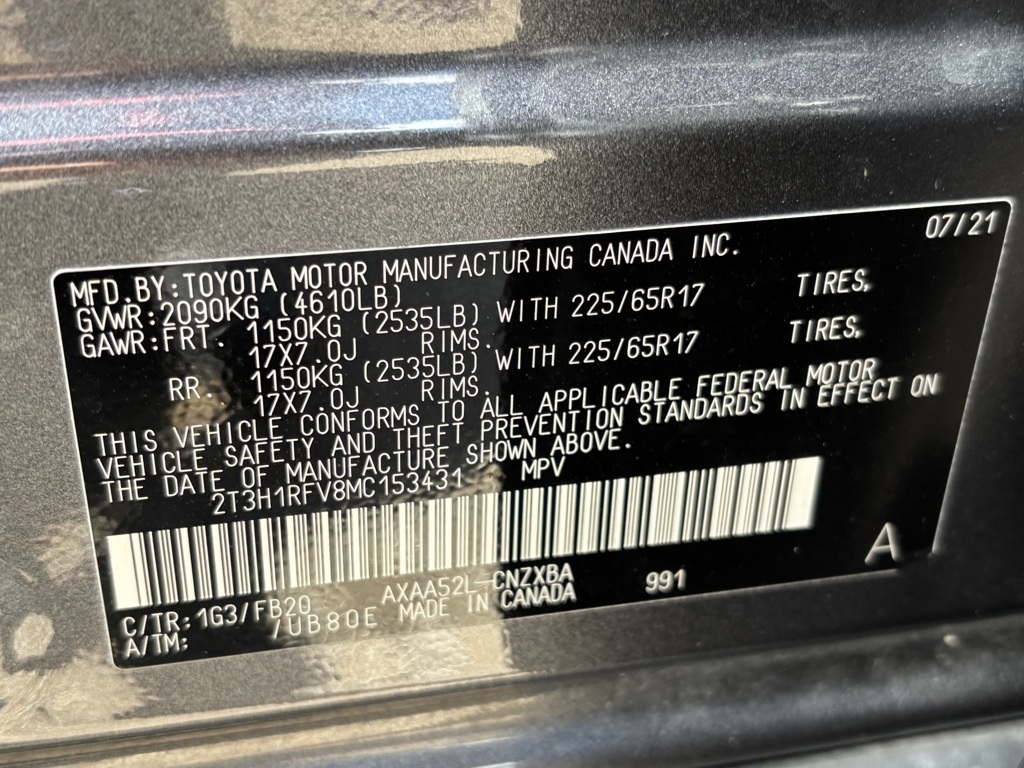 07/21
MFD.BY:TOYOTA MOTOR MANUFACTURING CANADA INC.
GVWR:2090KG (4610LB)
GAWR:FRT. 1150KG (2535LB) WITH 225/65R17 TIRES,
17X7.0J RIMS.
RR. 1150KG (2535LB) WITH 225/65R17 TIRES,
17X7.0J RIMS.
THIS VEHICLE CONFORMS TO ALL APPLICABLE FEDERAL MOTOR
VEHICLE SAFETY AND THEFT PREVENTION STANDARDS IN EFFECT ON
THE DATE OF MANUFACTURE SHOWN ABOVE.
2T3H1RFV8MC153431 MPV
A
AXAA52L-CNZXBA 991
C/TR:1G3/FB20 MADE IN CANADA
A/TM: /UB80E